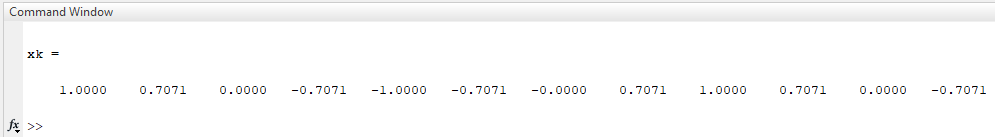 Command Window
xk =
1.0000 0.7071 0.0000 -0.7071 -1.0000 -0.7071 -0.0000 0.7071 1.0000 0.7071 0.0000 -0.7071
fx >>